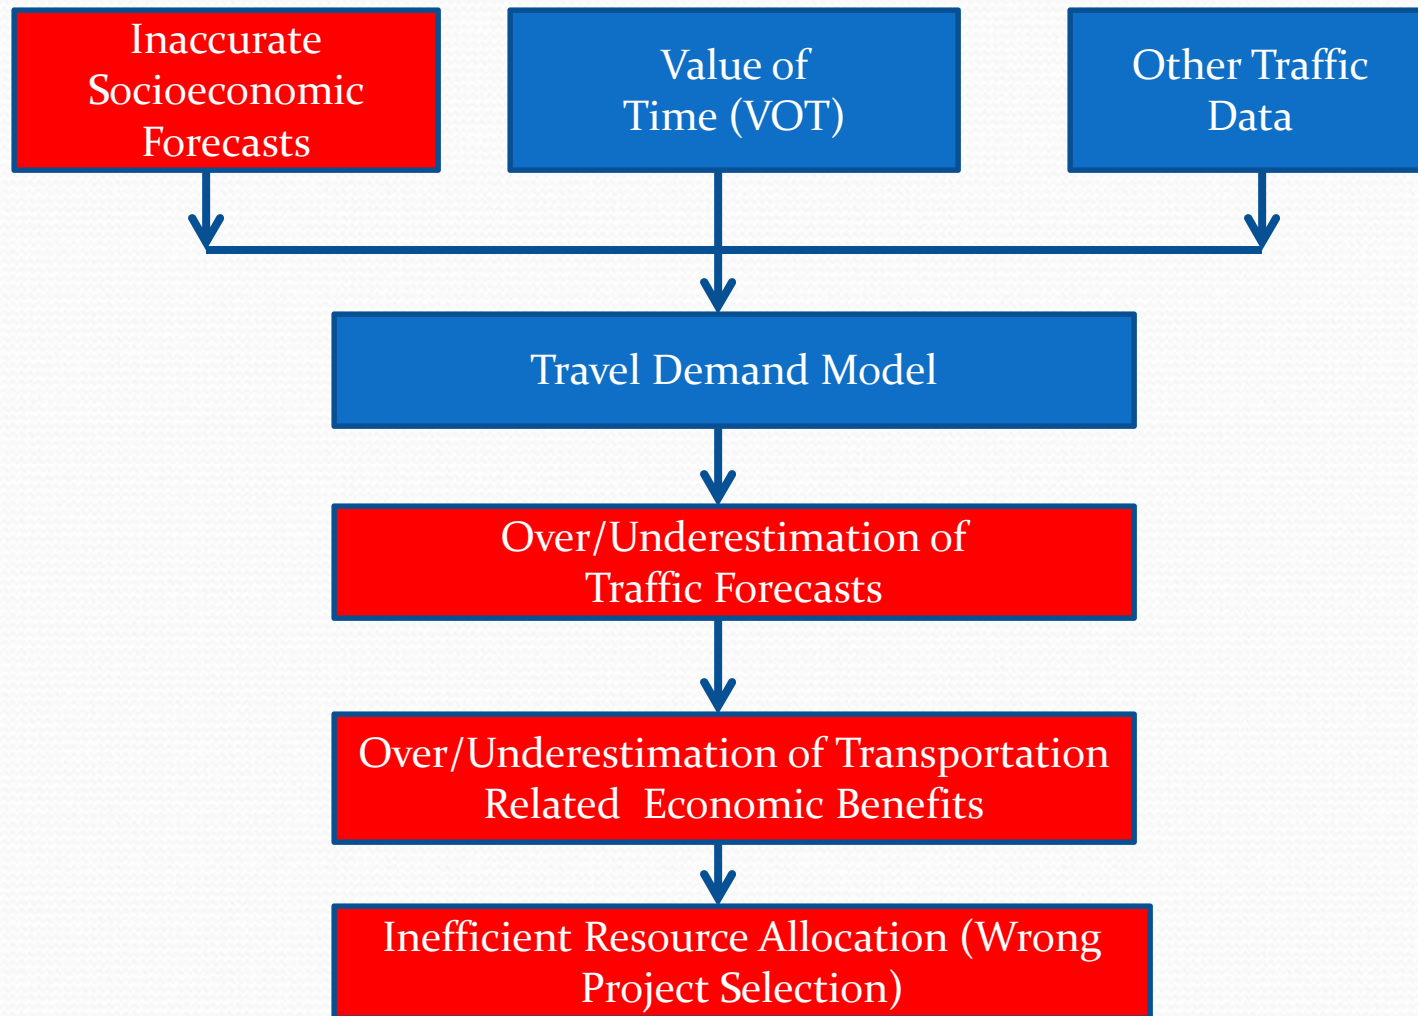 Inaccurate
Socioeconomic
Forecasts
Value of
Time (VOT)
Other Traffic
Data
Travel Demand Model
Over/Underestimation of
Traffic Forecasts
Over/Underestimation of Transportation
Related  Economic Benefits
Inefficient Resource Allocation (Wrong
Project Selection)